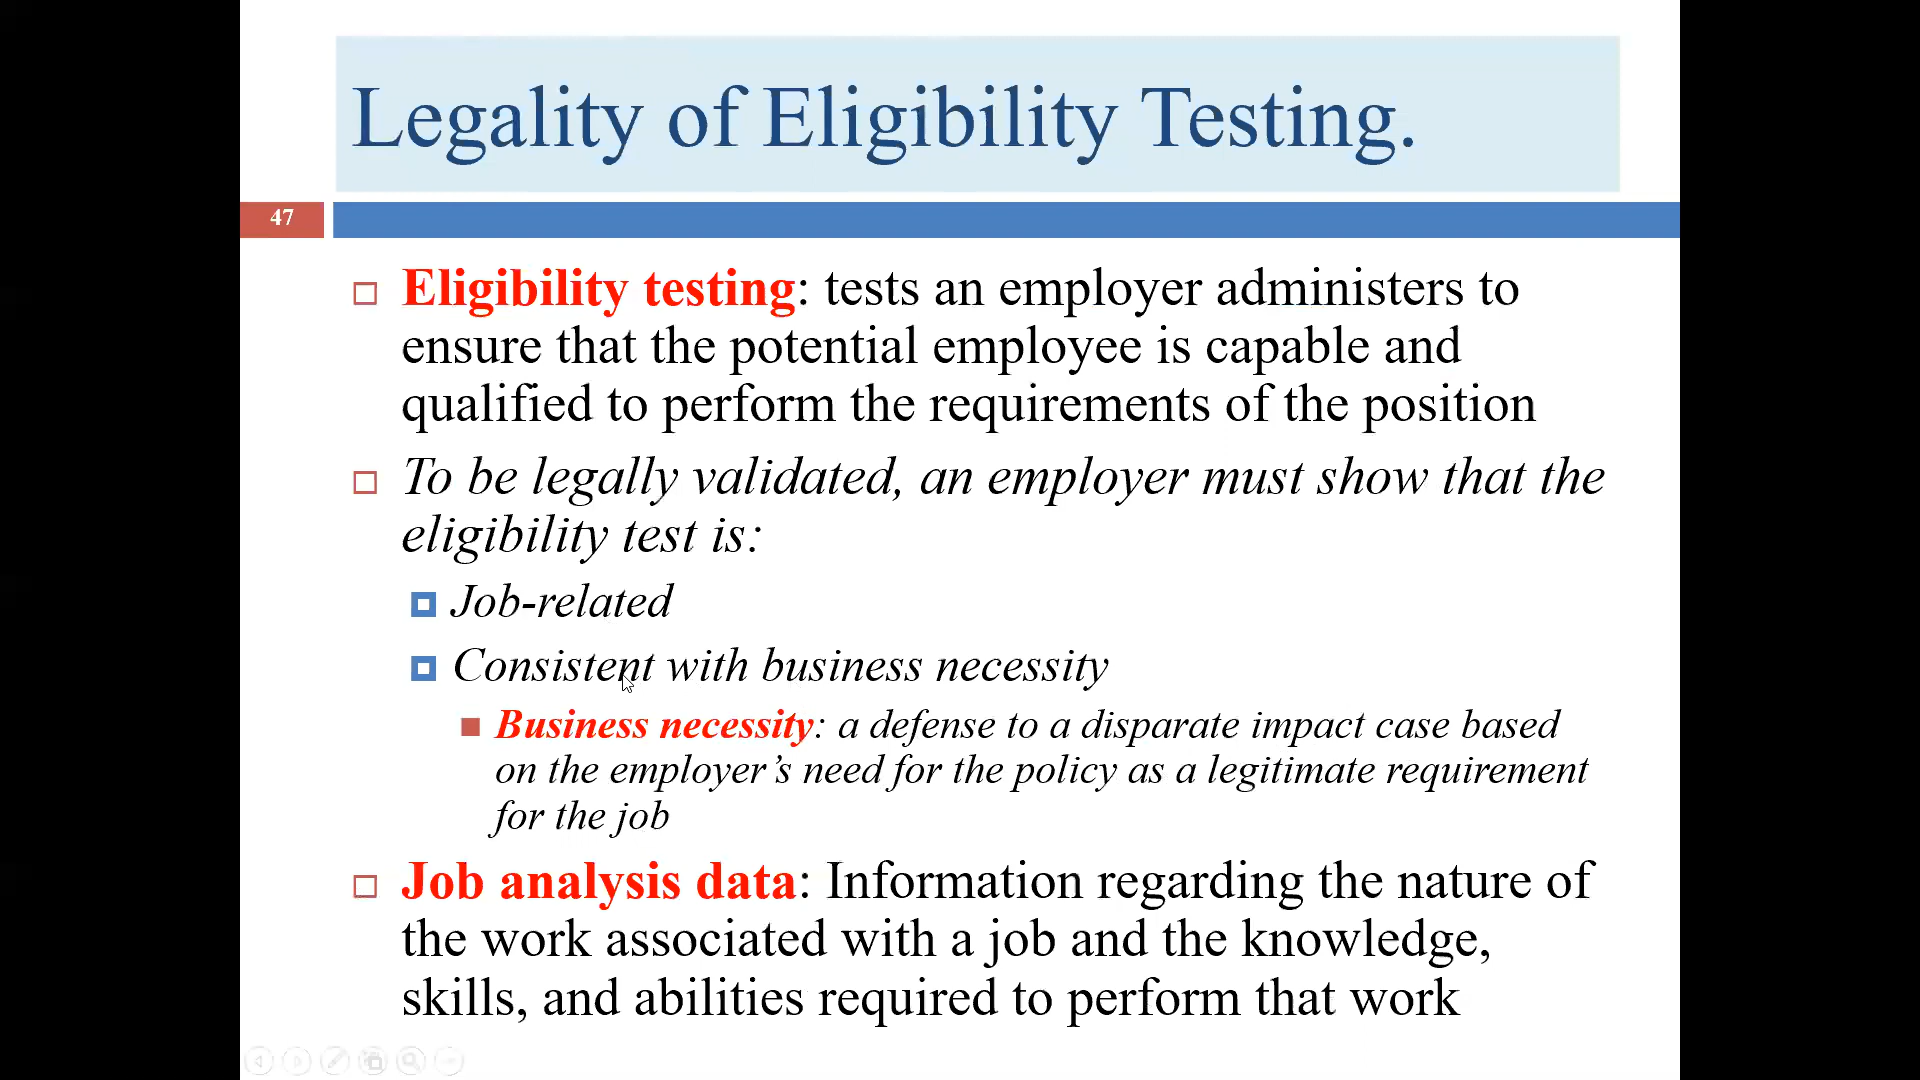 Legality of Eligibility Testing.
47
Eligibility testing: tests an employer administers to
ensure that the potential employee is capable and
qualified to perform the requirements of the position
To be legally validated, an employer must show that the
eligibility test is:
Job-related
Consistent with business necessity
Business necessity: a defense to a disparate impact case based
on the employer’s need for the policy as a legitimate requirement
for the job
Job analysis data: Information regarding the nature of
the work associated with a job and the knowledge,
skills, and abilities required to perform that work